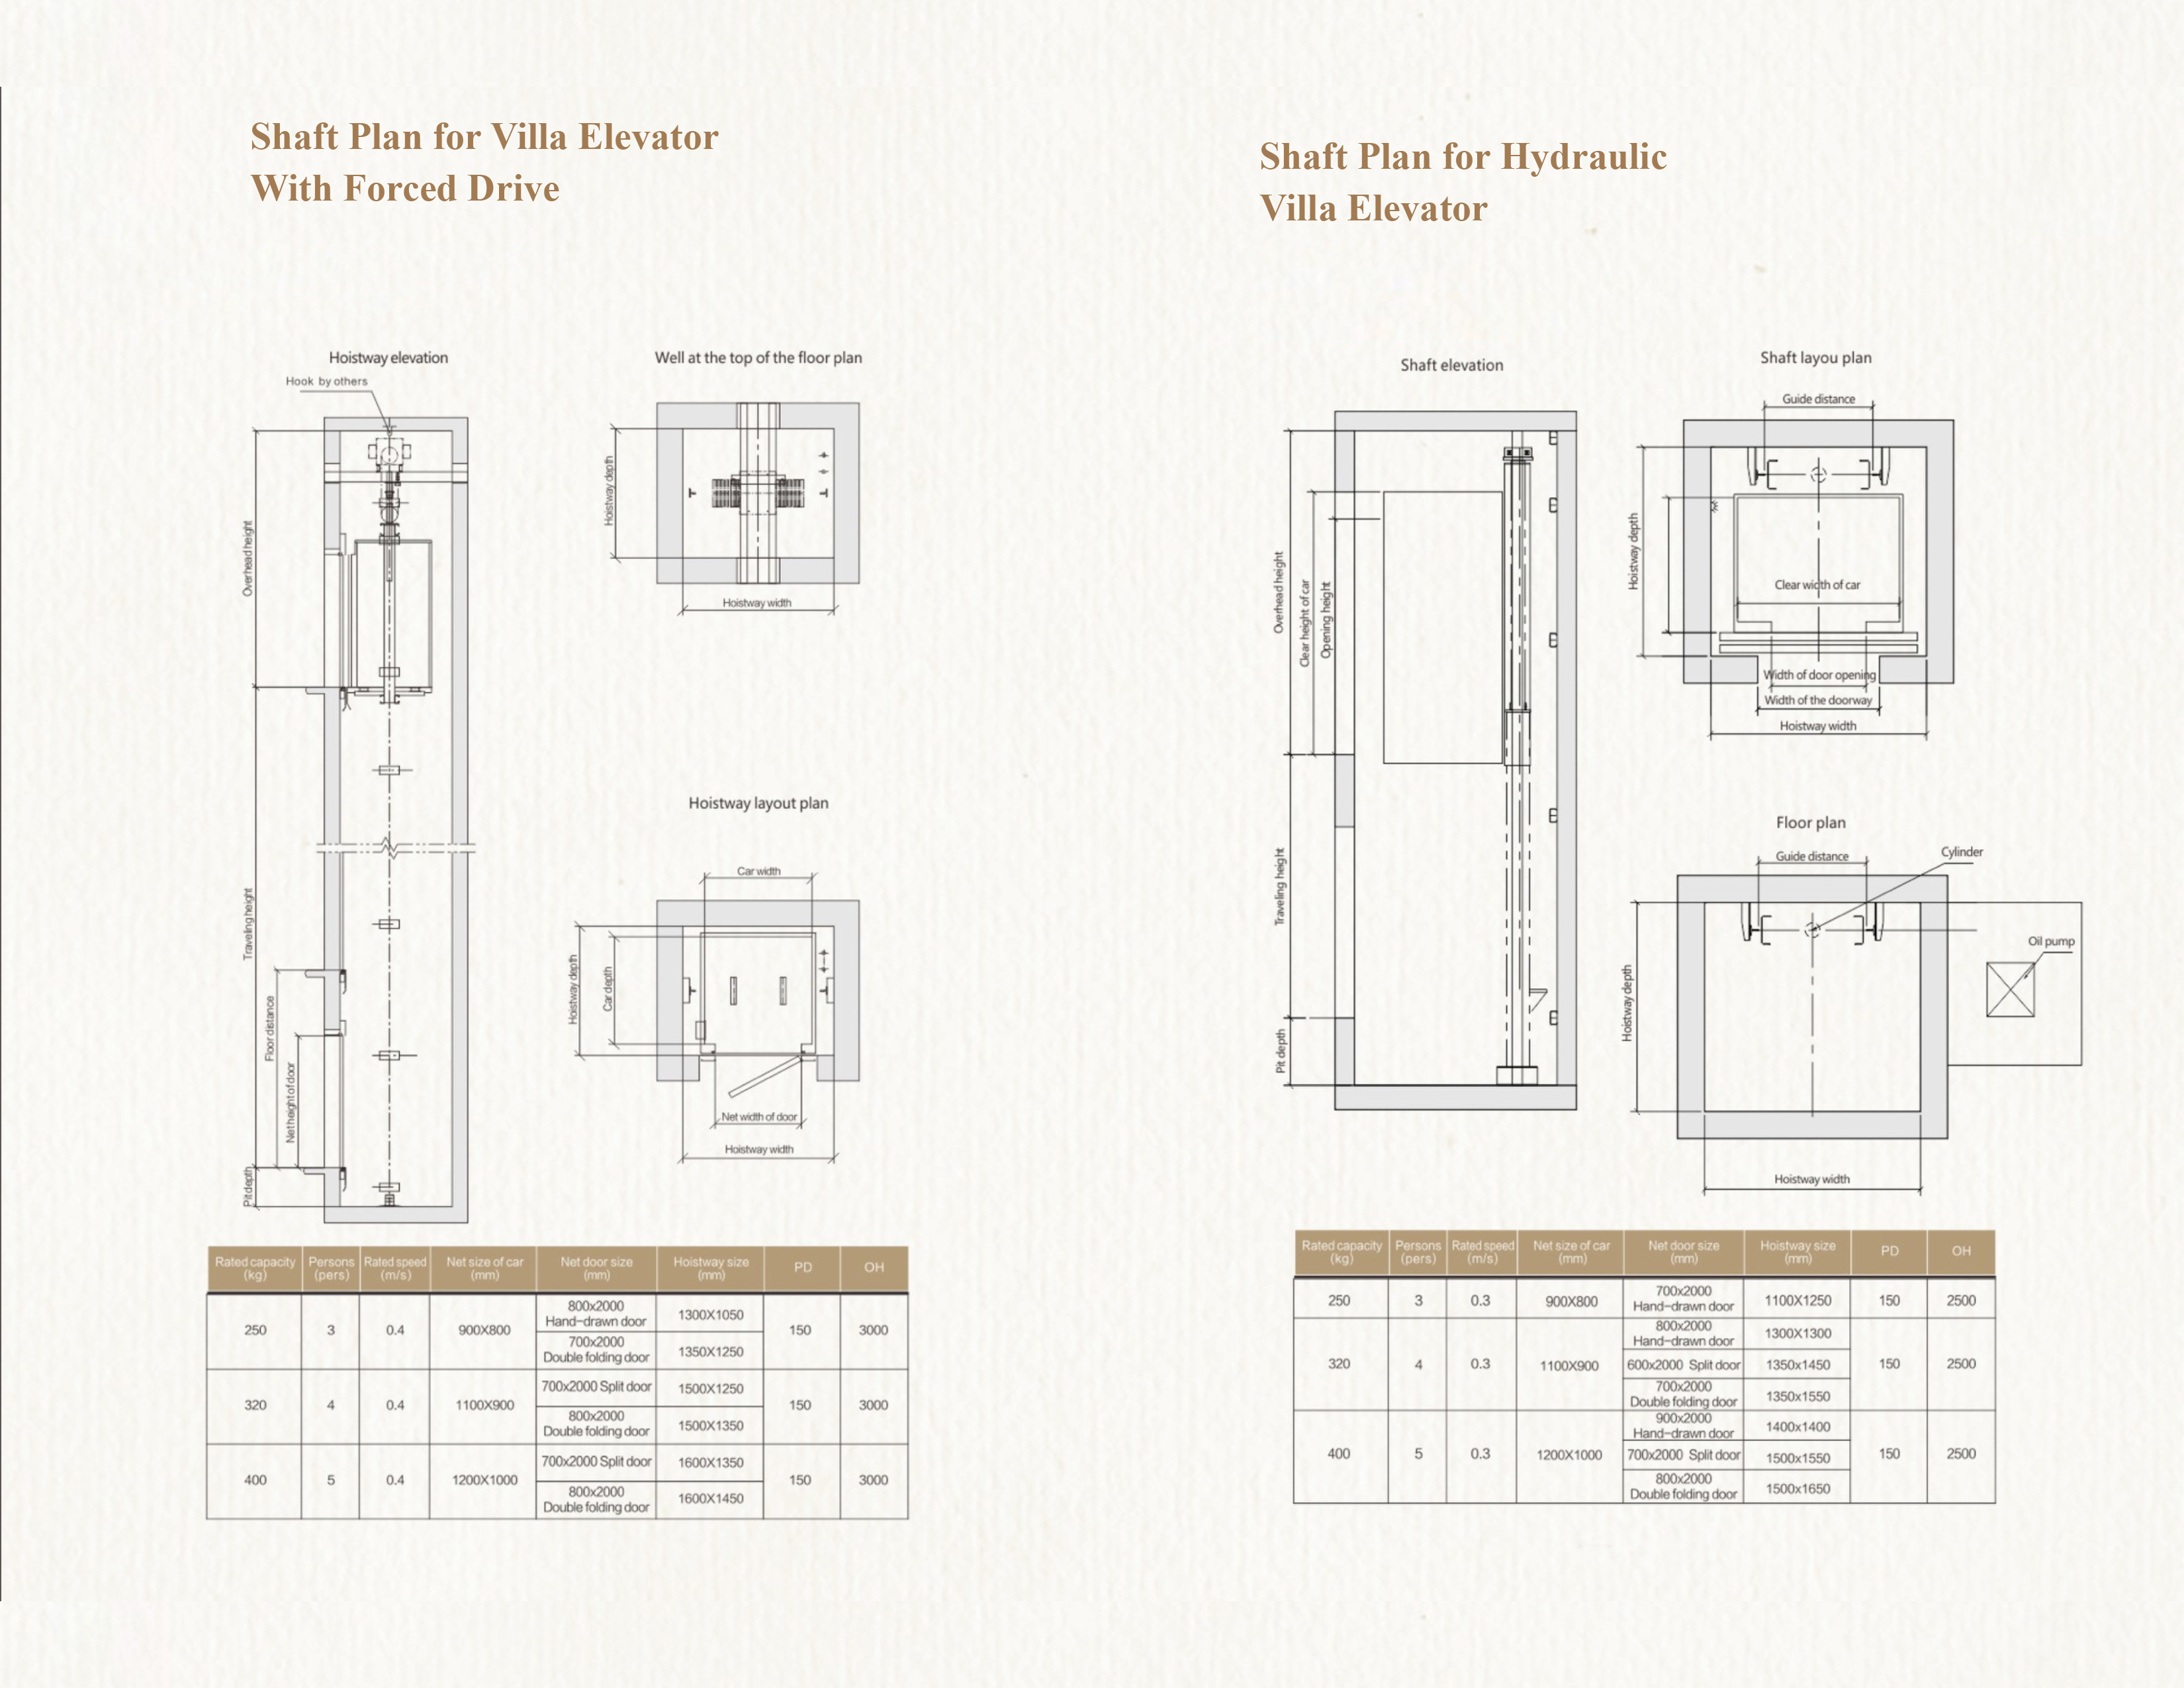 Shaft Plan for Villa Elevator
With Forced Drive
Hoistway elevation
Hook by others
Overhead height
Traveling height
Floor distance
Net height of door
Pit depth
Well at the top of the floor plan
Hoistway depth
Hoistway width
Hoistway layout plan
Car width
Hoistway depth
Car depth
Net width of door
Hoistway width
Rated capacity (kg) Persons (pers) Rated speed (m/s) Net size of car (mm) Net door size (mm) Hoistway size (mm) PD OH
250 3 0.4 900X800 800x2000 Hand-drawn door 1300X1050 150 3000
700x2000 Double folding door 1350X1250
320 4 0.4 1100X900 700x2000 Split door 1500X1250 150 3000
800x2000 Double folding door 1500X1350
400 5 0.4 1200X1000 700x2000 Split door 1600X1350 150 3000
800x2000 Double folding door 1600X1450
Shaft Plan for Hydraulic
Villa Elevator
Shaft elevation
Overhead height
Clear height of car
Opening height
Traveling height
Pit depth
Shaft layou plan
Guide distance
Hoistway depth
Clear width of car
Width of door opening
Width of the doorway
Hoistway width
Floor plan
Guide distance
Cylinder
Oil pump
Hoistway depth
Hoistway width
Rated capacity (kg) Persons (pers) Rated speed (m/s) Net size of car (mm) Net door size (mm) Hoistway size (mm) PD OH
250 3 0.3 900X800 700x2000 Hand-drawn door 1100X1250 150 2500
320 4 0.3 1100X900 800x2000 Hand-drawn door 1300X1300 150 2500
600x2000 Split door 1350x1450
700x2000 Double folding door 1350x1550
400 5 0.3 1200X1000 900x2000 Hand-drawn door 1400x1400 150 2500
700x2000 Split door 1500x1550
800x2000 Double folding door 1500x1650